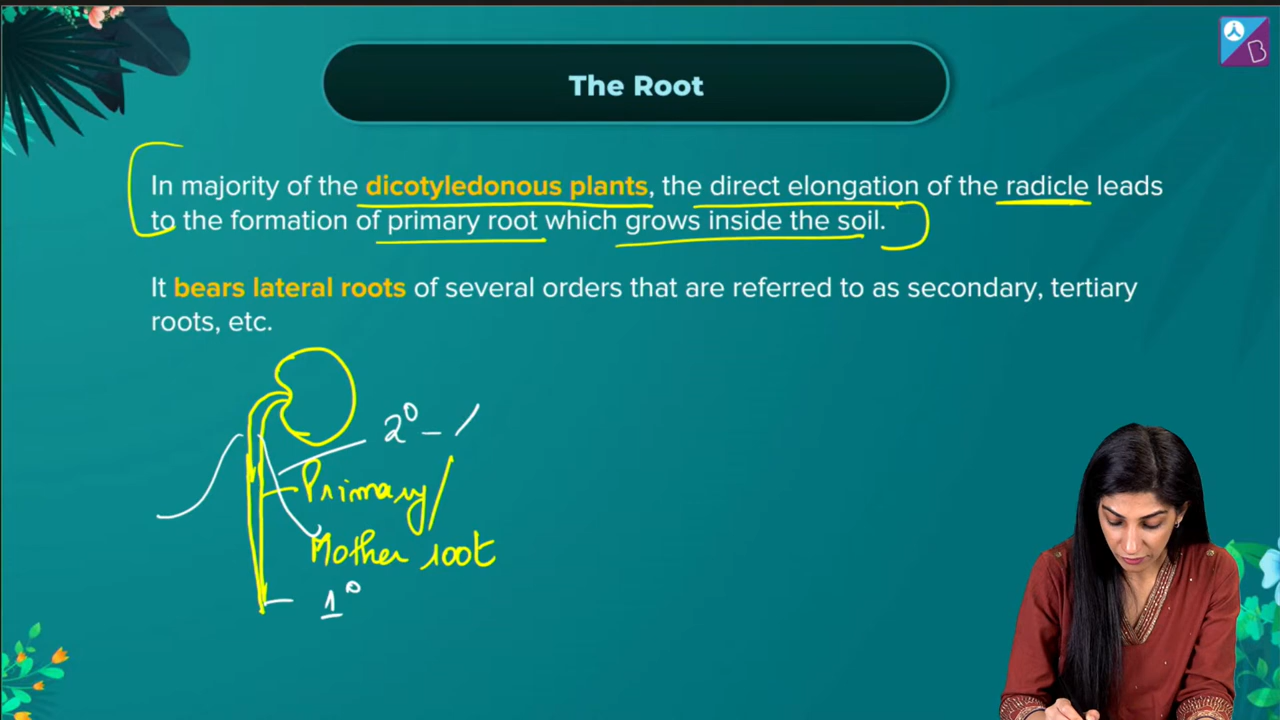 The Root
In majority of the dicotyledonous plants, the direct elongation of the radicle leads
to the formation of primary root which grows inside the soil.
It bears lateral roots of several orders that are referred to as secondary, tertiary
roots, etc.
2° –
Primary/
Mother root
1°
B